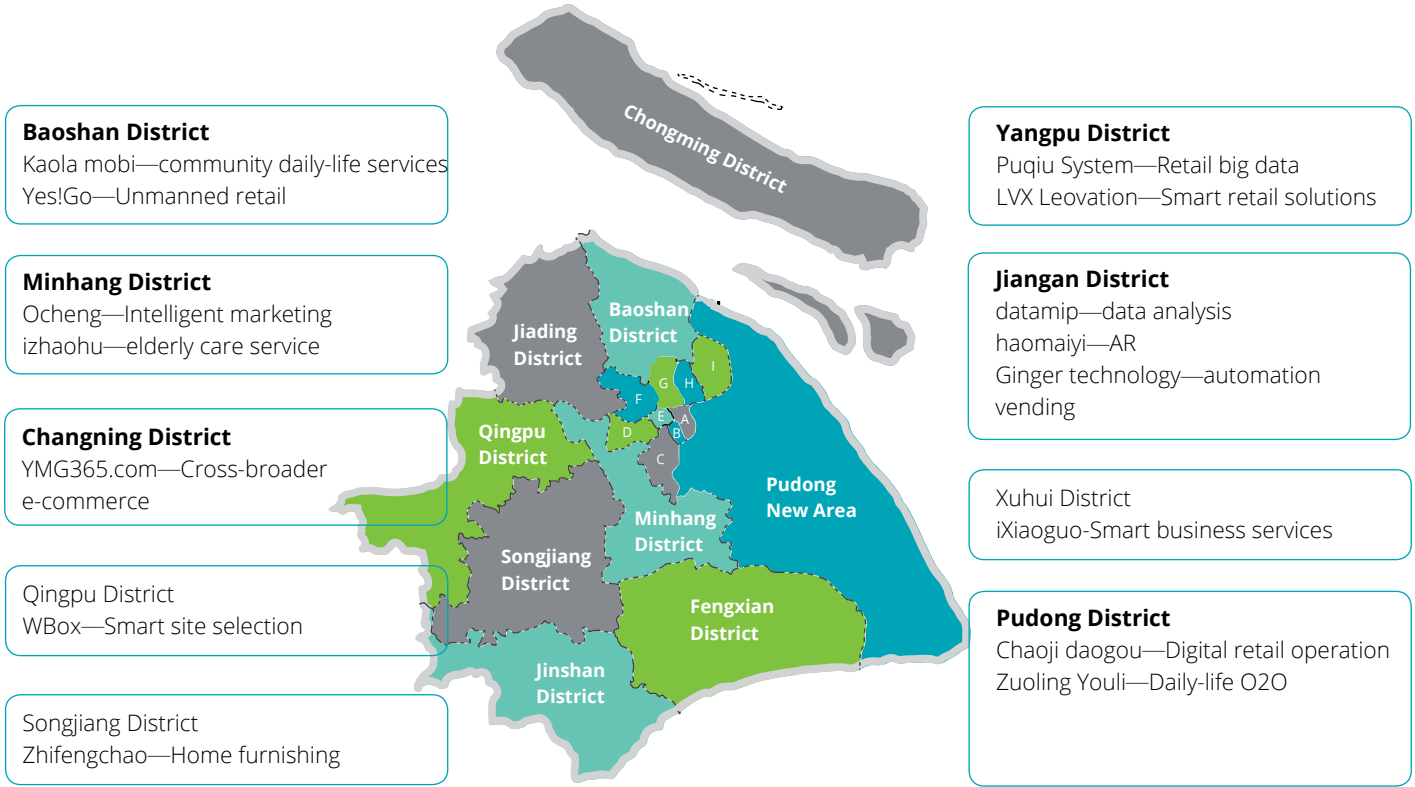 Baoshan District
Kaola mobi—community daily-life services
Yes!Go—Unmanned retail
Minhang District
Ocheng—Intelligent marketing
izhaohu—elderly care service
Changning District
YMG365.com—Cross-broader
e-commerce
Qingpu District
WBox—Smart site selection
Songjiang District
Zhifengchao—Home furnishing
Chongming District
Jiading
District
Baoshan
District
Qingpu
District
Songjiang
District
Minhang
District
Pudong
New Area
Fengxian
District
Jinshan
District
I
G
H
F
E
A
D
B
C
Yangpu District
Puqiu System—Retail big data
LVX Leovation—Smart retail solutions
Jiangan District
datamip—data analysis
haomaiyi—AR
Ginger technology—automation
vending
Xuhui District
iXiaoguo-Smart business services
Pudong District
Chaoji daogou—Digital retail operation
Zuoling Youli—Daily-life O2O